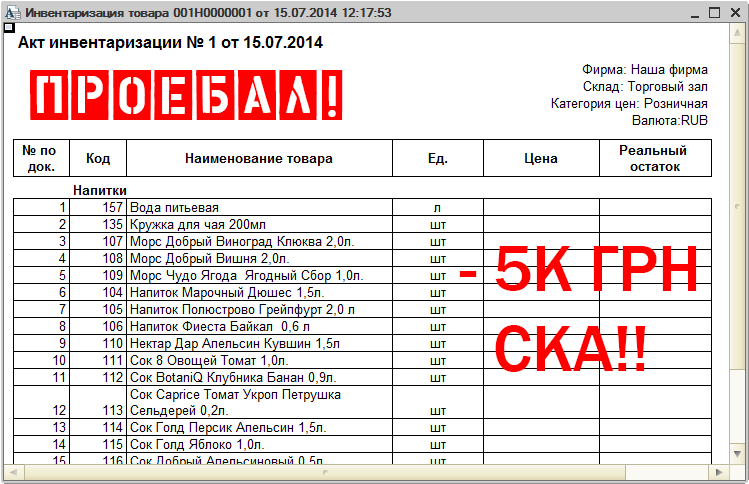 Инвентаризация товара 001Н0000001 от 15.07.2014 12:17:53
Акт инвентаризации № 1 от 15.07.2014
ПРОЕБАЛ!
Фирма: Наша фирма
Склад: Торговый зал
Категория цен: Розничная
Валюта:RUB
№ по док. Код Наименование товара Ед. Цена Реальный остаток
Напитки
1 157 Вода питьевая л
2 135 Кружка для чая 200мл шт
3 107 Морс Добрый Виноград Клюква 2,0л. шт
4 108 Морс Добрый Вишня 2,0л. шт
5 109 Морс Чудо Ягода  Ягодный Сбор 1,0л. шт
6 104 Напиток Марочный Дюшес 1,5л. шт
7 105 Напиток Полюстрово Грейпфурт 2,0 л шт
8 106 Напиток Фиеста Байкал  0,6 л шт
9 110 Нектар Дар Апельсин Кувшин 1,5л шт
10 111 Сок 8 Овощей Томат 1,0л. шт
11 112 Сок BotaniQ Клубника Банан 0,9л. шт
12 113 Сок Caprice Томат Укроп Петрушка
Сельдерей 0,2л. шт
13 114 Сок Голд Персик Апельсин 1,5л. шт
14 115 Сок Голд Яблоко 1,0л. шт
15 116 Сок Добрый Апельсиновый 0,5л. шт
- 5К ГРН
СКА!!